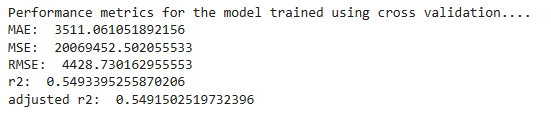 Performance metrics for the model trained using cross validation....
MAE:  3511.061051892156
MSE:  20069452.502055533
RMSE:  4428.730162955553
r2:  0.5493395255870206
adjusted r2:  0.5491502519732396